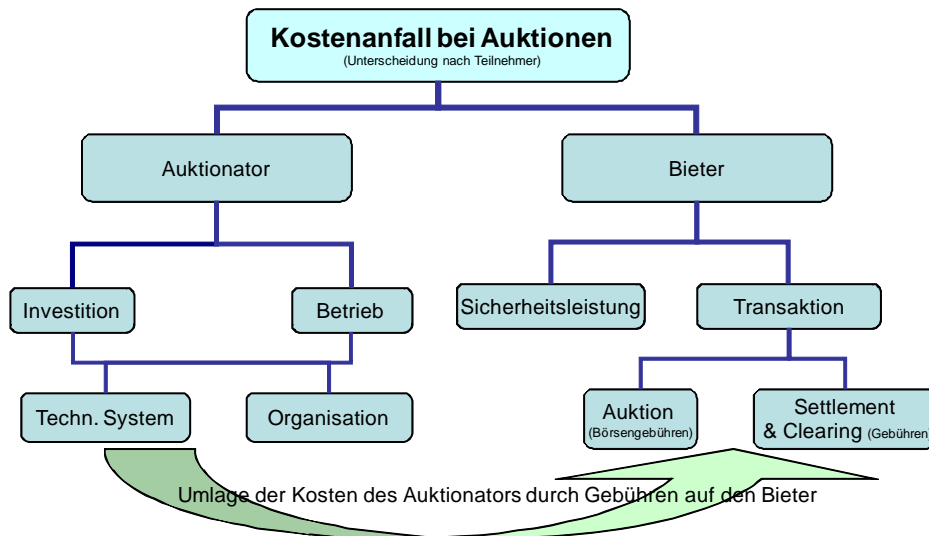 Kostenanfall bei Auktionen
(Unterscheidung nach Teilnehmer)
Auktionator
Bieter
Investition
Betrieb
Sicherheitsleistung
Transaktion
Techn. System
Organisation
Auktion
(Börsengebühren)
Settlement
& Clearing (Gebühren)
Umlage der Kosten des Auktionators durch Gebühren auf den Bieter